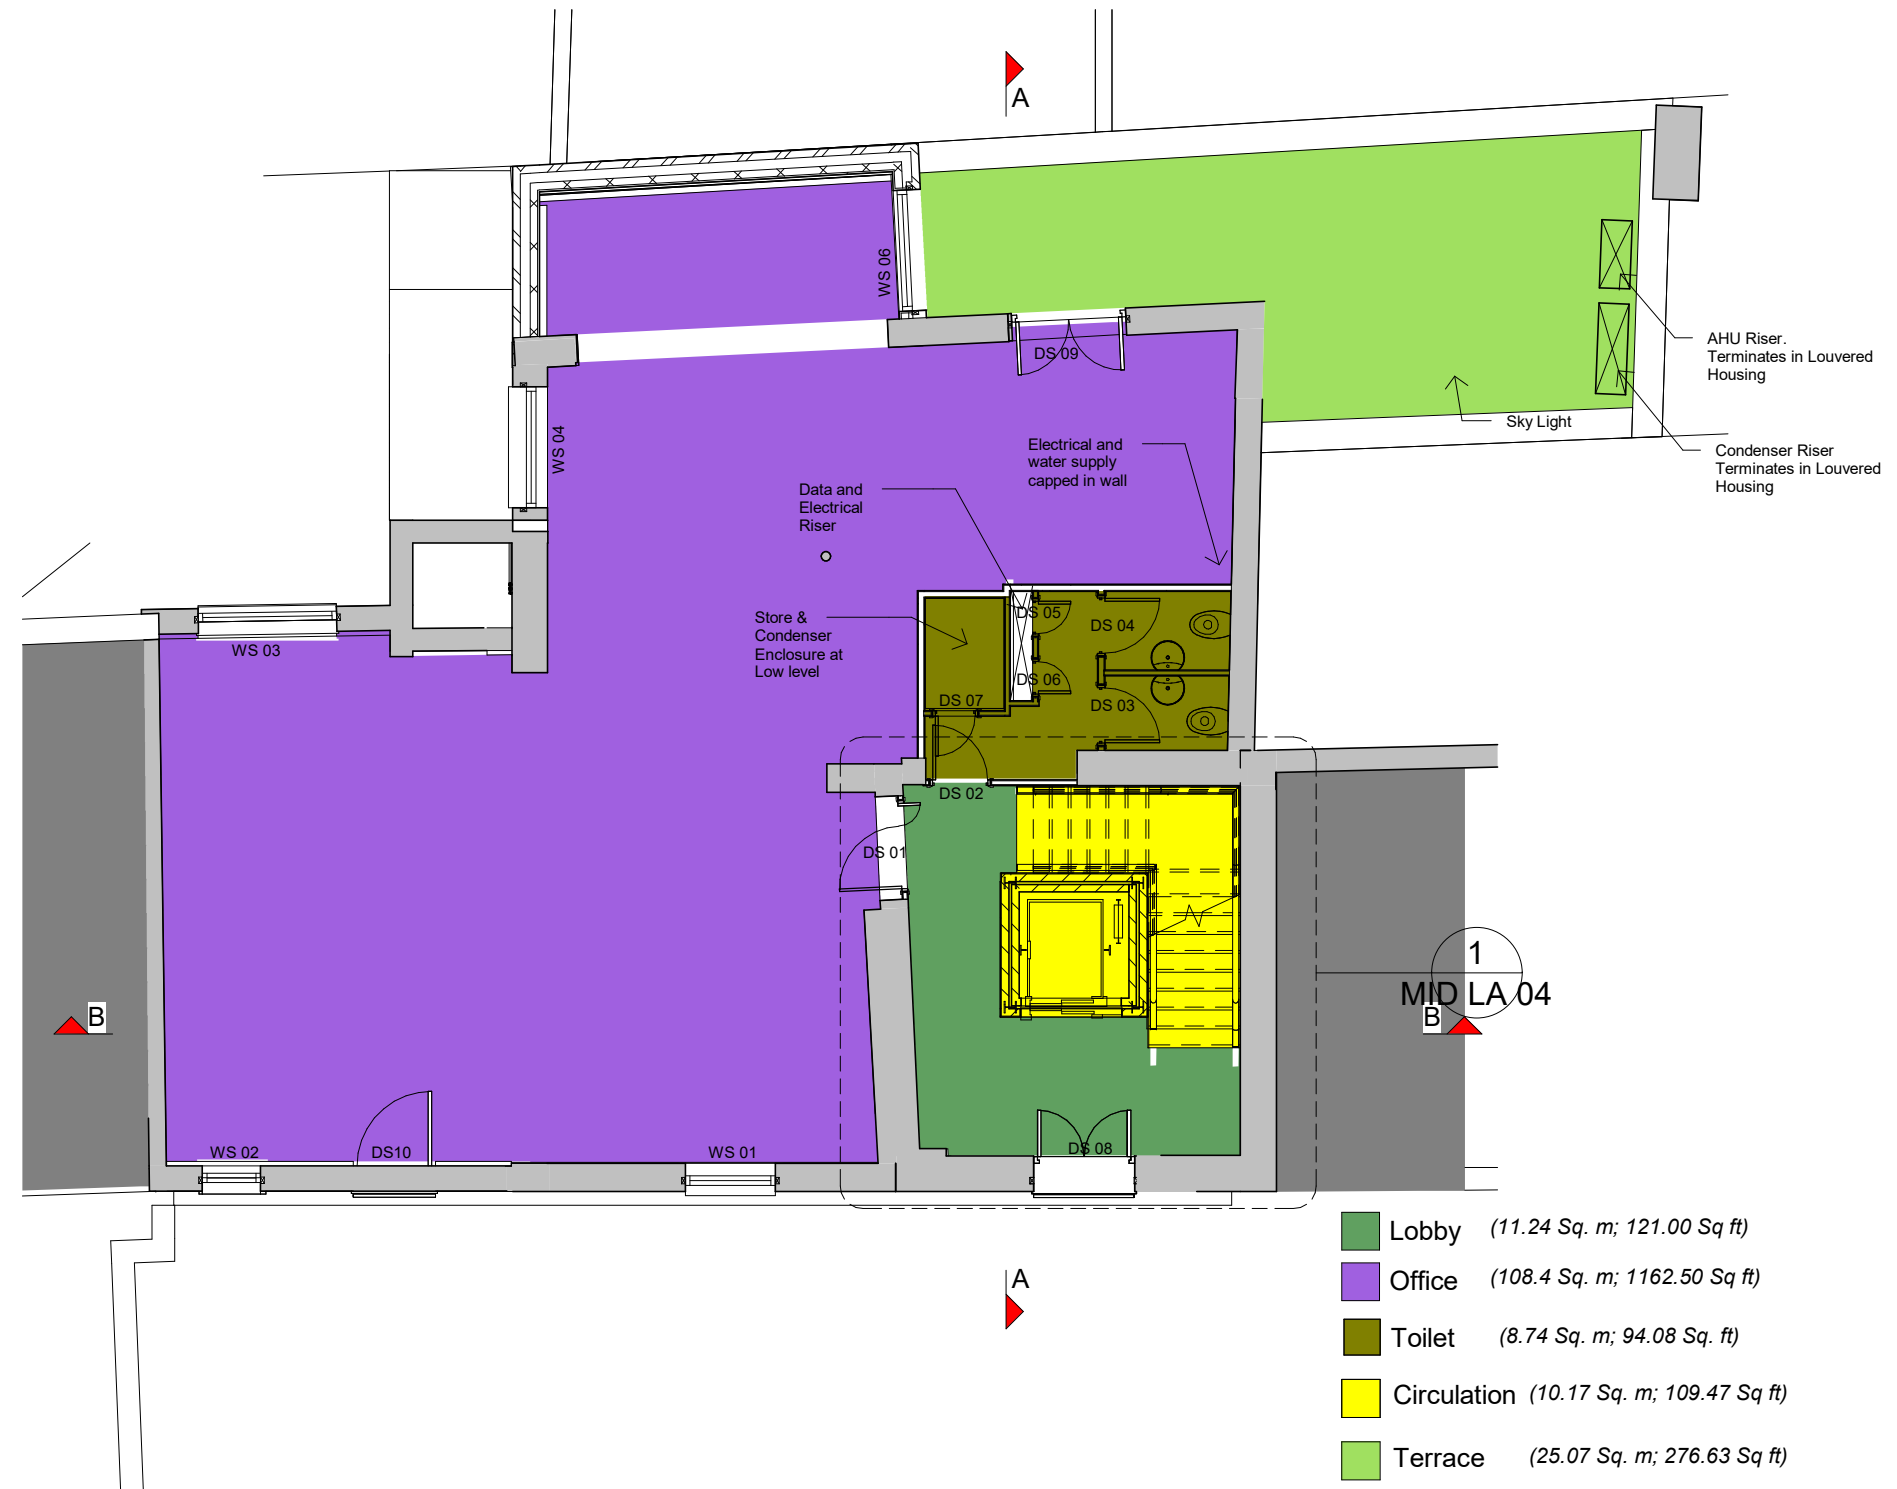 A
WS 06
DS 09
AHU Riser.
Terminates in Louvered
Housing
Sky Light
WS 04
Electrical and
water supply
capped in wall
Condenser Riser
Terminates in Louvered
Housing
Data and
Electrical
Riser
Store &
Condenser
Enclosure at
Low level
DS 05
DS 04
WS 03
DS 06
DS 07
DS 03
DS 02
DS 01
1
MID LA 04
B
B
WS 02
DS10
WS 01
DS 08
A
Lobby (11.24 Sq. m; 121.00 Sq ft)
Office (108.4 Sq. m; 1162.50 Sq ft)
Toilet (8.74 Sq. m; 94.08 Sq. ft)
Circulation (10.17 Sq. m; 109.47 Sq ft)
Terrace (25.07 Sq. m; 276.63 Sq ft)